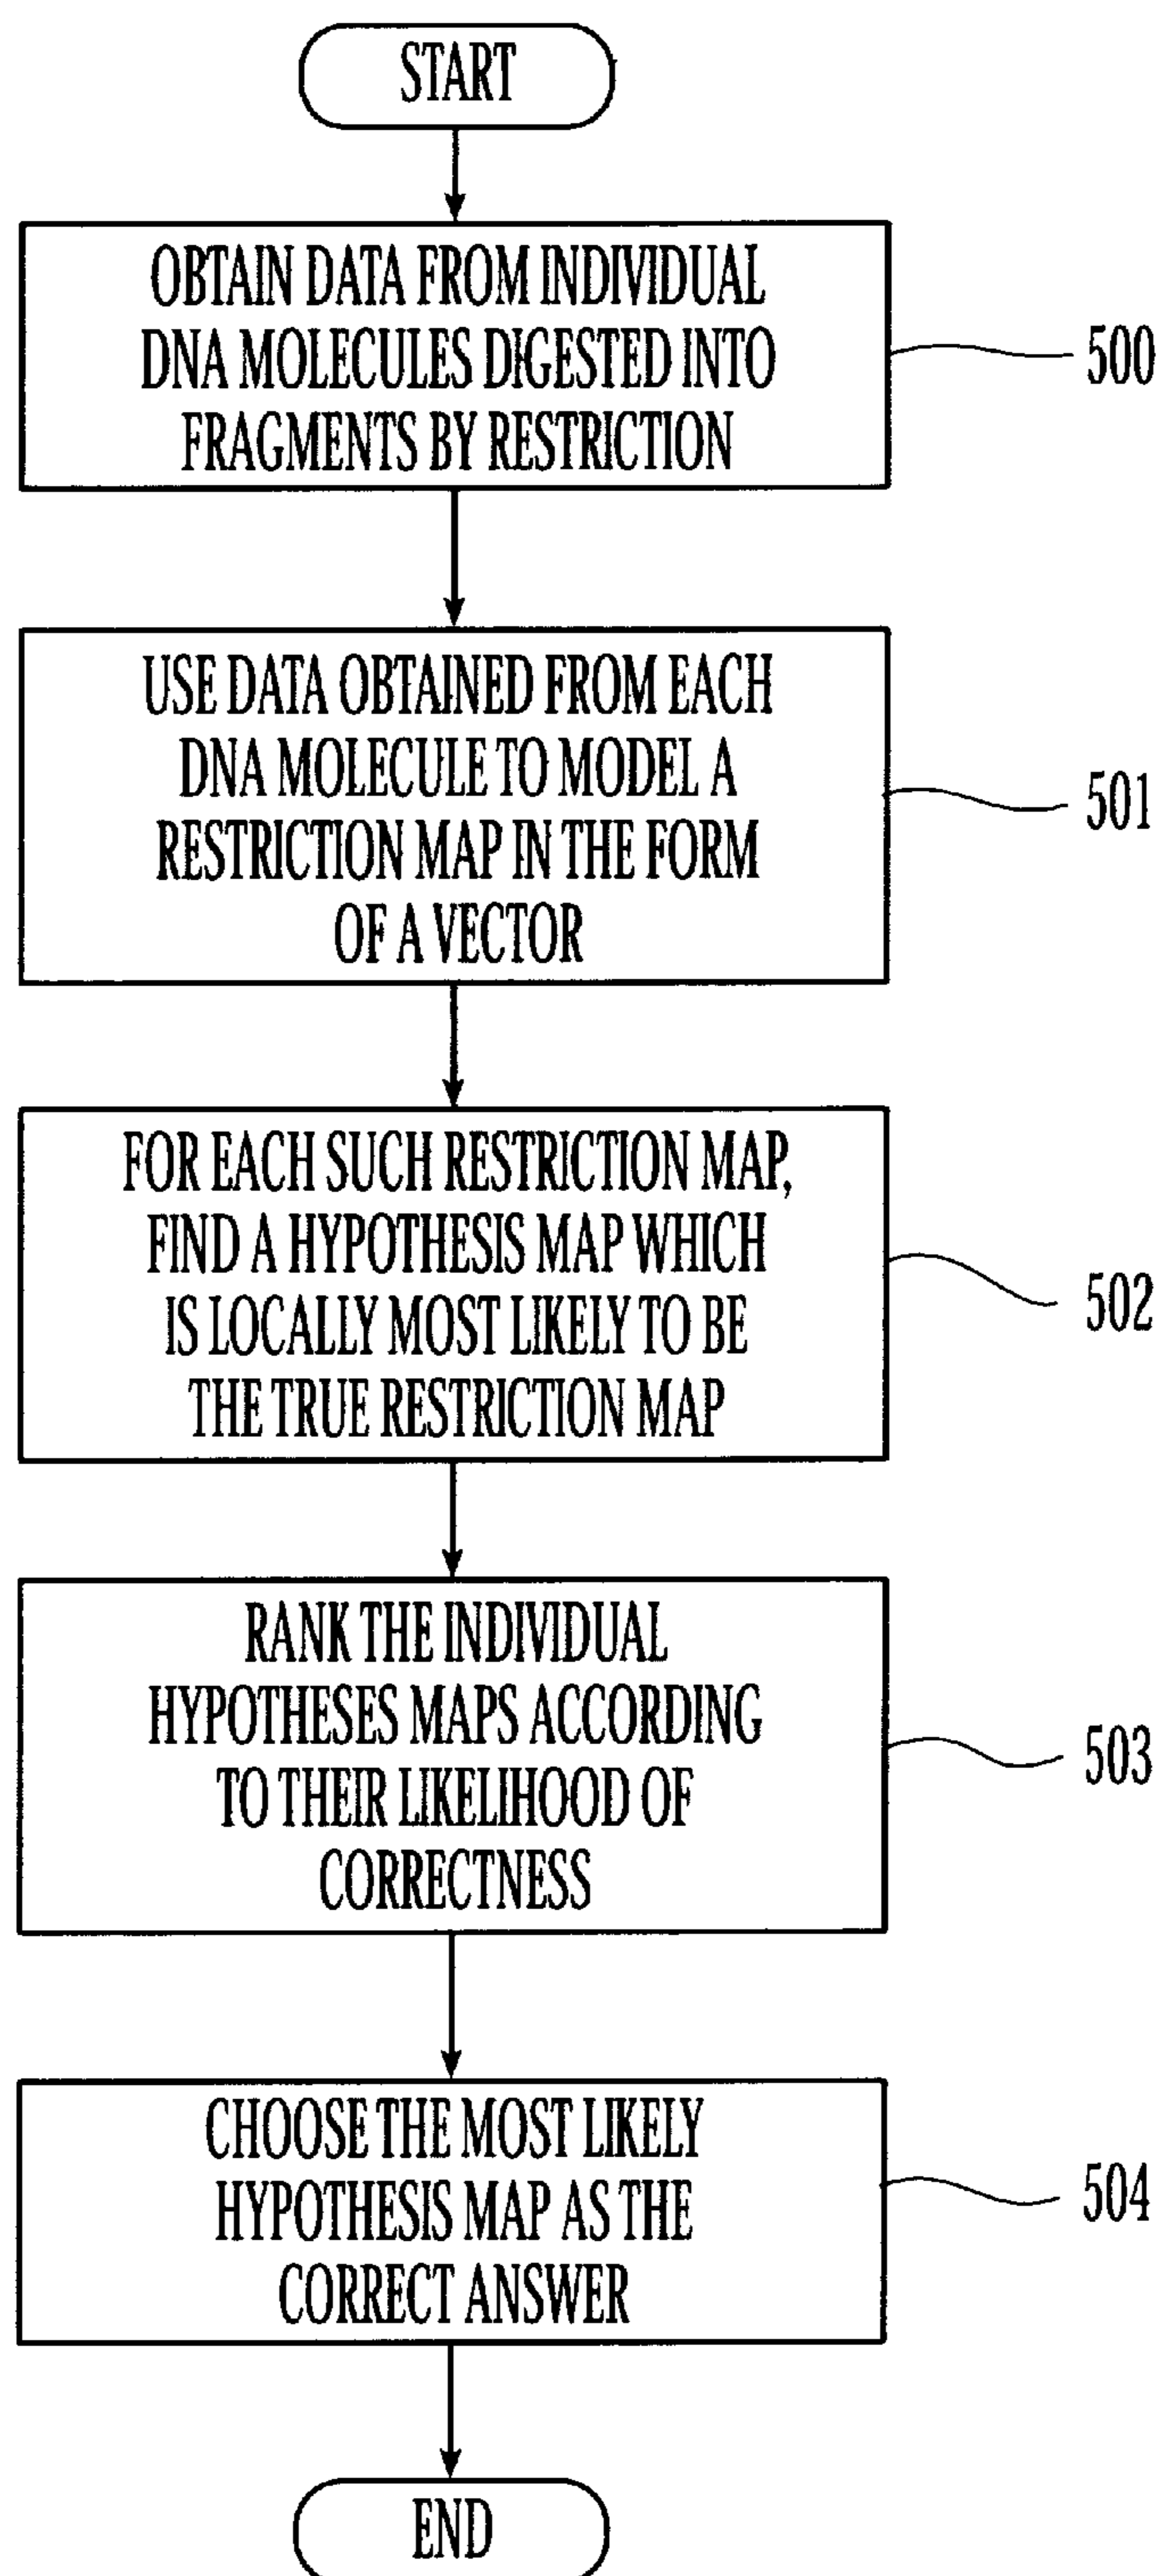 START
OBTAIN DATA FROM INDIVIDUAL
DNA MOLECULES DIGESTED INTO
FRAGMENTS BY RESTRICTION
500
USE DATA OBTAINED FROM EACH
DNA MOLECULE TO MODEL A
RESTRICTION MAP IN THE FORM
OF A VECTOR
501
FOR EACH SUCH RESTRICTION MAP,
FIND A HYPOTHESIS MAP WHICH
IS LOCALLY MOST LIKELY TO BE
THE TRUE RESTRICTION MAP
502
RANK THE INDIVIDUAL
HYPOTHESES MAPS ACCORDING
TO THEIR LIKELIHOOD OF
CORRECTNESS
503
CHOOSE THE MOST LIKELY
HYPOTHESIS MAP AS THE
CORRECT ANSWER
504
END